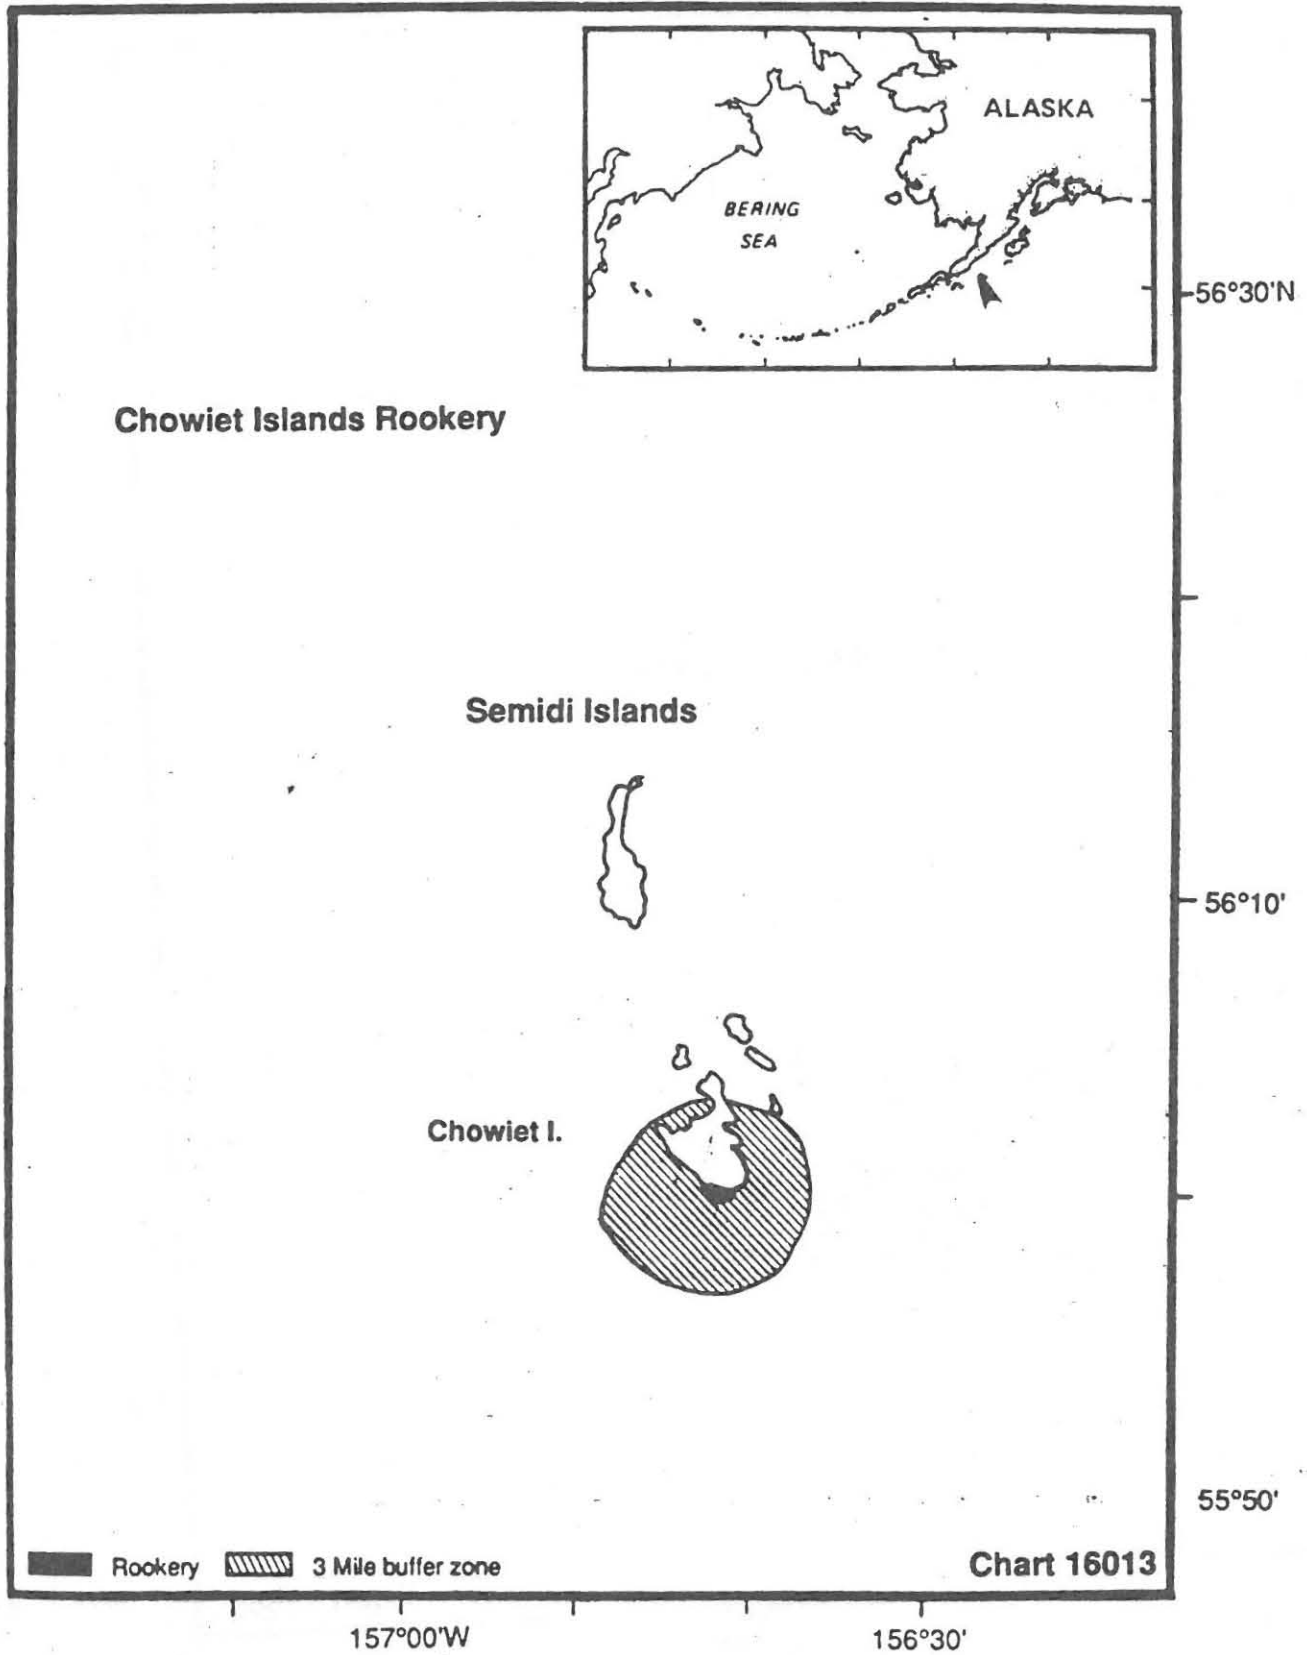 ALASKA
BERING
SEA
56°30'N
Chowiet Islands Rookery
Semidi Islands
56°10'
Chowiet I.
55°50'
Rookery
3 Mile buffer zone
Chart 16013
157°00'W
156°30'